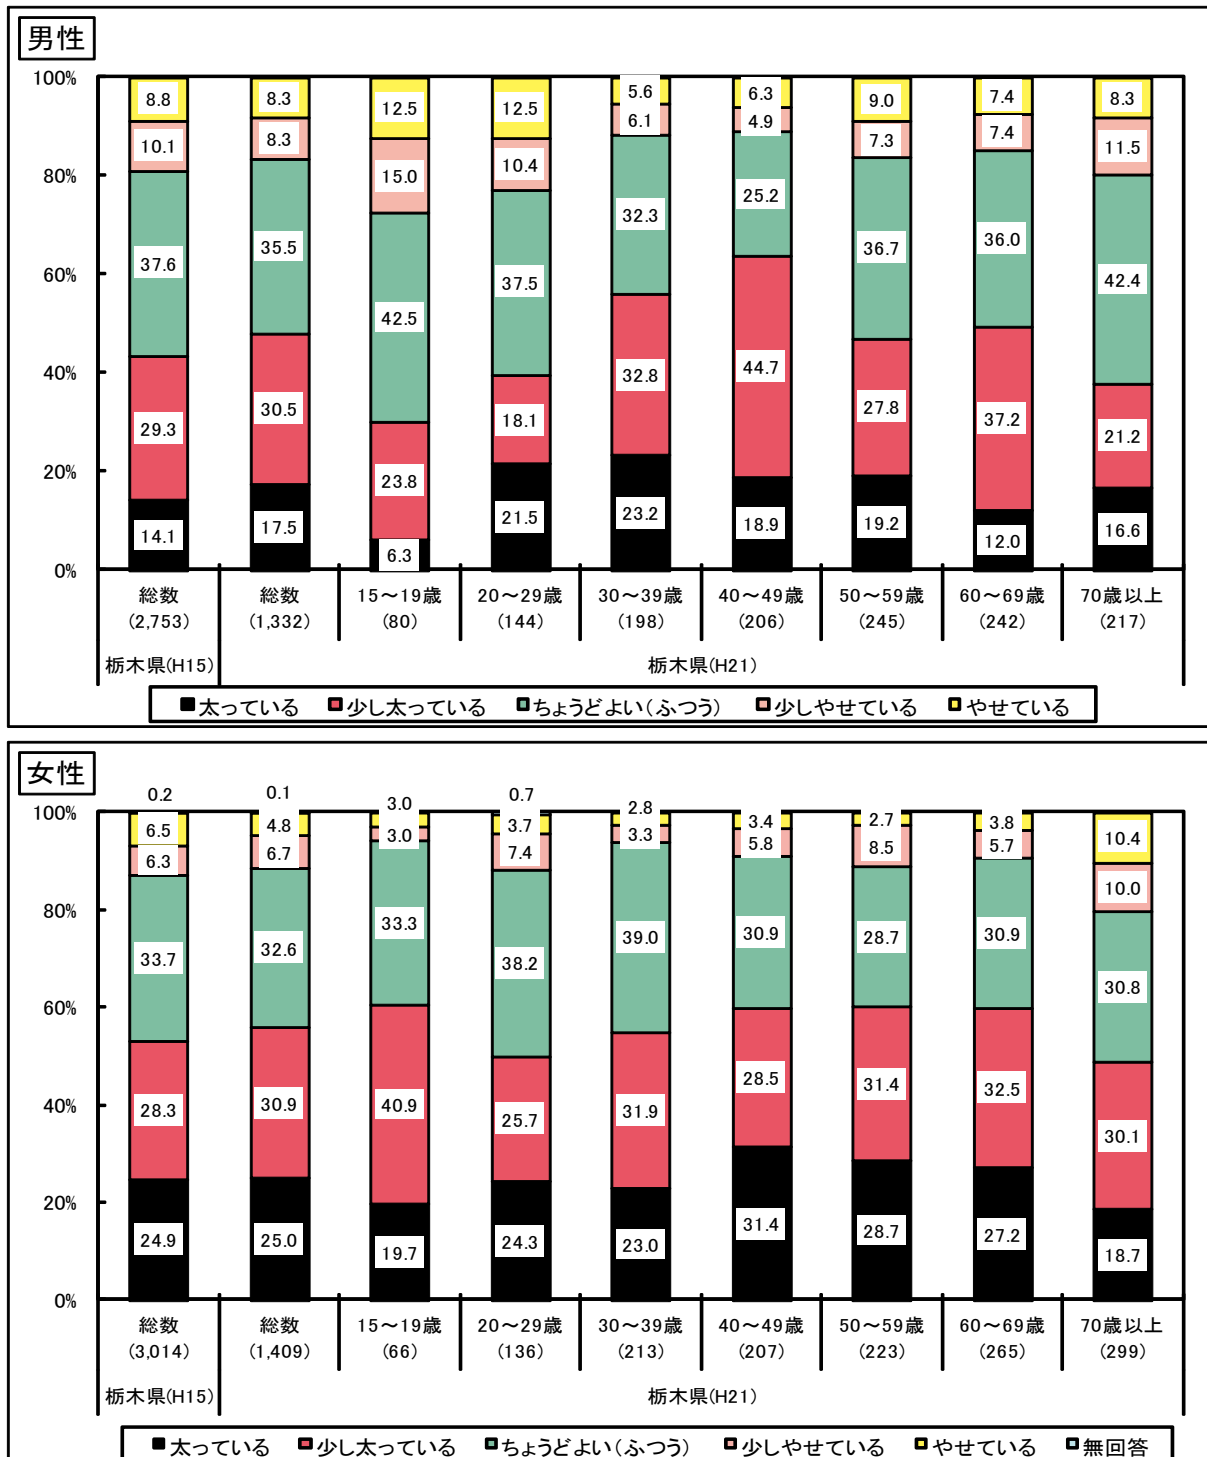 男性
100%
80%
60%
40%
20%
0%
8.8 8.3 12.5 12.5 5.6 6.3 9.0 7.4 8.3
10.1 8.3 15.0 10.4 6.1 4.9 7.3 7.4 11.5
37.6 35.5 42.5 37.5 32.3 25.2 36.7 36.0 42.4
29.3 30.5 23.8 18.1 32.8 44.7 27.8 37.2 21.2
14.1 17.5 6.3 21.5 23.2 18.9 19.2 12.0 16.6
総数 総数 15～19歳 20～29歳 30～39歳 40～49歳 50～59歳 60～69歳 70歳以上
(2,753) (1,332) (80) (144) (198) (206) (245) (242) (217)
栃木県(H15) 栃木県(H21)
太っている 少し太っている ちょうどよい(ふつう) 少しやせている やせている
女性
100%
80%
60%
40%
20%
0%
0.2 0.1 0.7
6.5 4.8 3.0 3.7 2.8 3.4 2.7 3.8 10.4
6.3 6.7 3.0 7.4 3.3 5.8 8.5 5.7 10.0
33.7 32.6 33.3 38.2 39.0 30.9 28.7 30.9 30.8
28.3 30.9 40.9 25.7 31.9 28.5 31.4 32.5 30.1
24.9 25.0 19.7 24.3 23.0 31.4 28.7 27.2 18.7
総数 総数 15～19歳 20～29歳 30～39歳 40～49歳 50～59歳 60～69歳 70歳以上
(3,014) (1,409) (66) (136) (213) (207) (223) (265) (299)
栃木県(H15) 栃木県(H21)
太っている 少し太っている ちょうどよい(ふつう) 少しやせている やせている 無回答